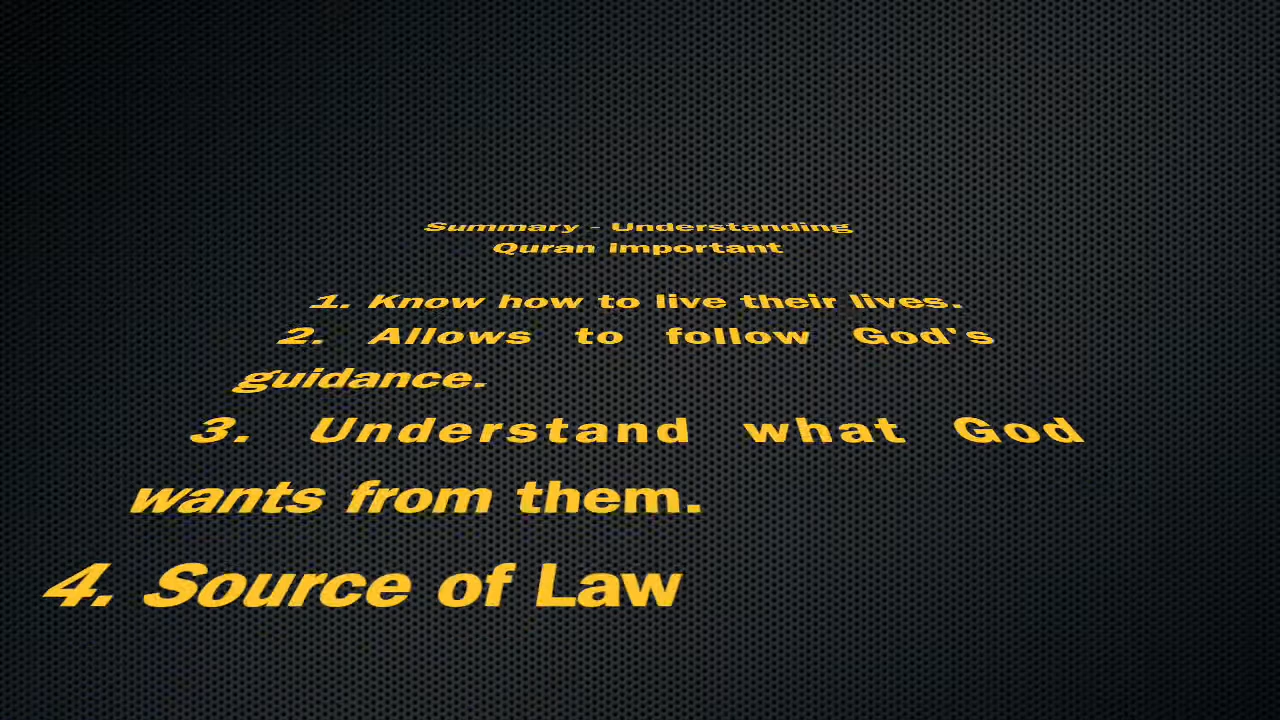 Summary - Understanding
Quran Important
1. Know how to live their lives.
2. Allows to follow God's
guidance.
3. Understand what God
wants from them.
4. Source of Law